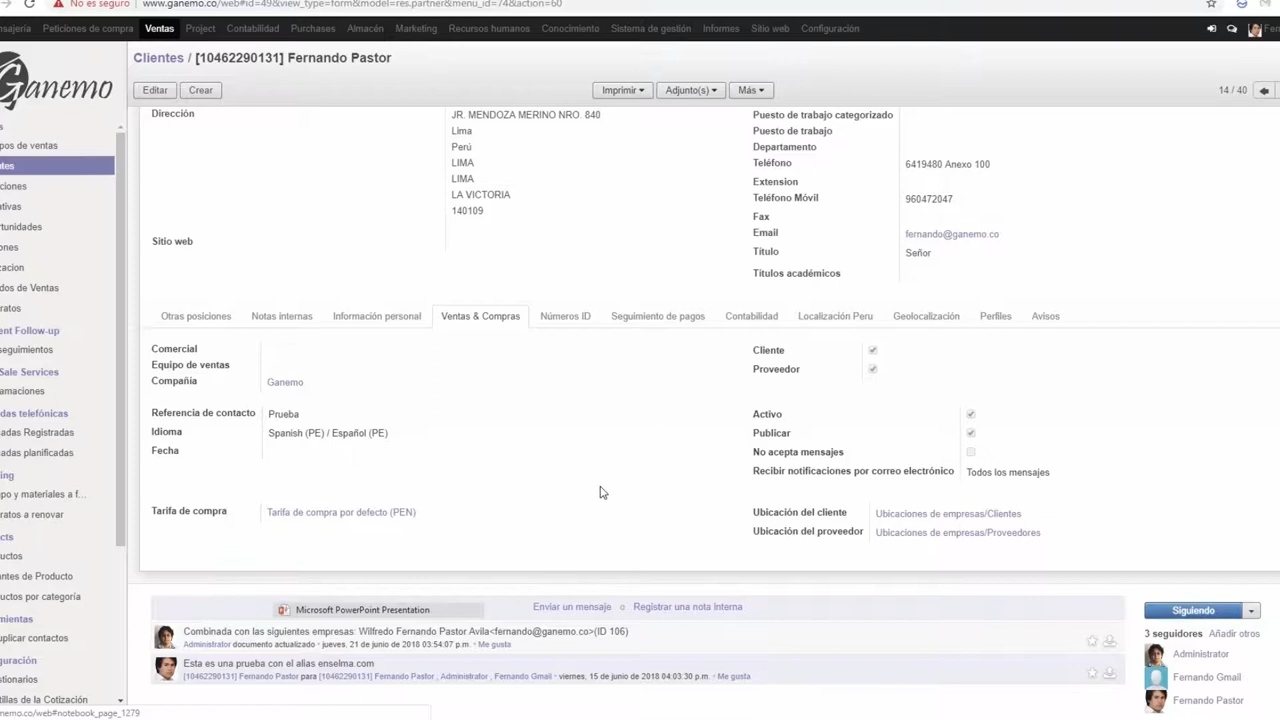 No es seguro
www.ganemo.co/web#id=49&view_type=form&model=res.partner&menu_id=74&action=60
nsajería Peticiones de compra Ventas Project Contabilidad Purchases Almacén Marketing Recursos humanos Conocimiento Sistema de gestión Informes Sitio web Configuración Fern
Ganemo
Clientes / [10462290131] Fernando Pastor
Editar Crear Imprimir Adjunto(s) Más 14 / 40
s
pos de ventas
ntes
ciones
ativas
rtunidades
ones
zacion
dos de Ventas
ratos
ent Follow-up
seguimientos
Sale Services
amaciones
das telefónicas
adas Registradas
adas planificadas
ing
po y materiales a f...
ratos a renovar
cts
uctos
antes de Producto
uctos por categoría
mientas
uplicar contactos
guración
stionarios
tillas de la Cotización
Dirección
JR. MENDOZA MERINO NRO. 840
Lima
Perú
LIMA
LIMA
LA VICTORIA
140109
Sitio web
Puesto de trabajo categorizado
Puesto de trabajo
Departamento
Teléfono 6419480 Anexo 100
Extension
Teléfono Móvil 960472047
Fax
Email fernando@ganemo.co
Título Señor
Títulos académicos
Otras posiciones Notas internas Información personal Ventas & Compras Números ID Seguimiento de pagos Contabilidad Localización Peru Geolocalización Perfiles Avisos
Comercial
Equipo de ventas
Compañía Ganemo
Cliente
Proveedor
Referencia de contacto Prueba
Idioma Spanish (PE) / Español (PE)
Fecha
Activo
Publicar
No acepta mensajes
Recibir notificaciones por correo electrónico Todos los mensajes
Tarifa de compra Tarifa de compra por defecto (PEN)
Ubicación del cliente Ubicaciones de empresas/Clientes
Ubicación del proveedor Ubicaciones de empresas/Proveedores
Microsoft PowerPoint Presentation
Enviar un mensaje o Registrar una nota interna
Combinada con las siguientes empresas: Wilfredo Fernando Pastor Avila<fernando@ganemo.co>(ID 106)
Administrator documento actualizado • jueves, 21 de junio de 2018 03:54:07 p.m. • Me gusta
Esta es una prueba con el alias enselma.com
[10462290131] Fernando Pastor para [10462290131] Fernando Pastor , Administrator , Fernando Gmail • viernes, 15 de junio de 2018 04:03:30 p.m. • Me gusta
Siguiendo
3 seguidores Añadir otros
Administrator
Fernando Gmail
Fernando Pastor
nemo.co/web#notebook_page_1279